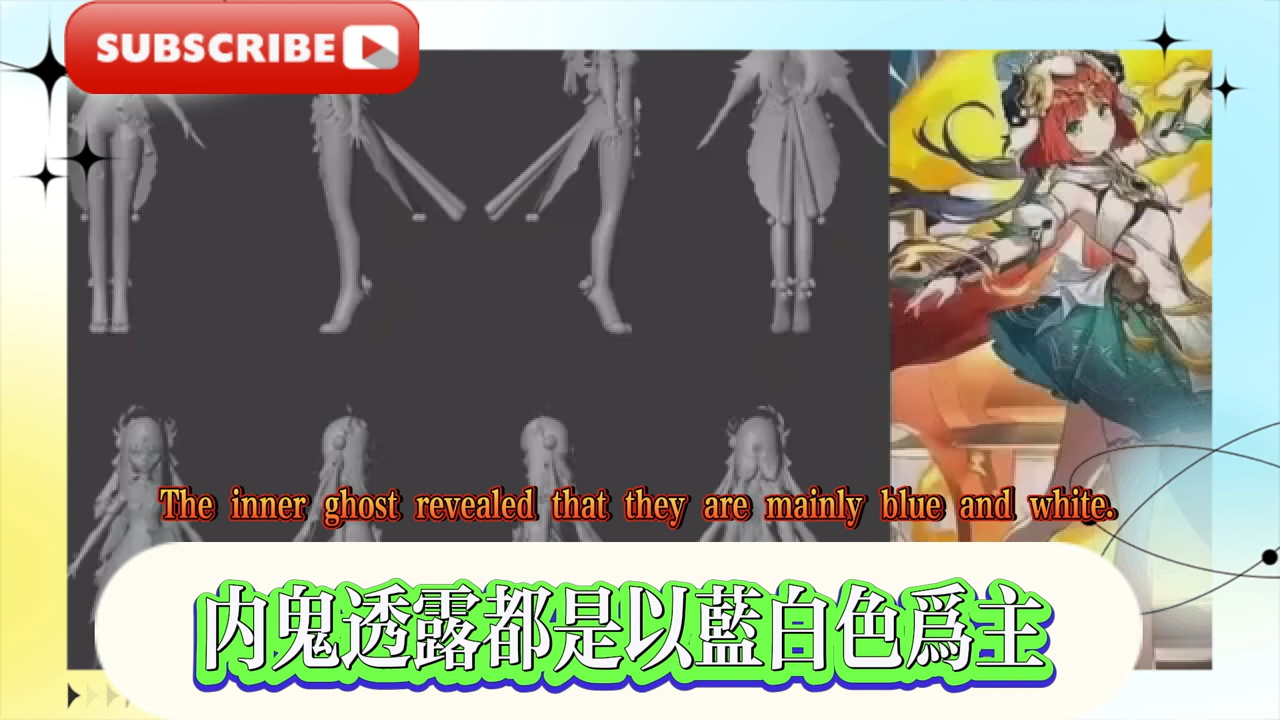 SUBSCRIBE
The inner ghost revealed that they are mainly blue and white.
内鬼透露都是以藍白色爲主